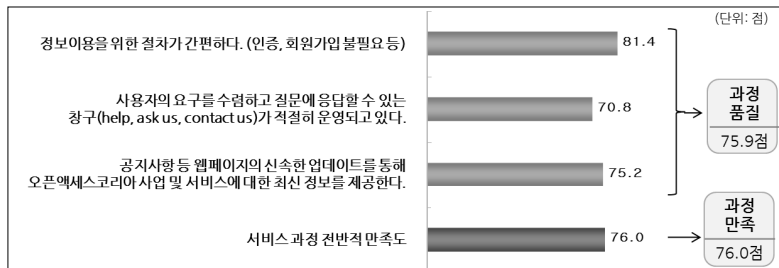 (단위: 점)
정보이용을 위한 절차가 간편하다. (인증, 회원가입 불필요 등)
81.4
사용자의 요구를 수렴하고 질문에 응답할 수 있는
창구(help, ask us, contact us)가 적절히 운영되고 있다.
70.8
공지사항 등 웹페이지의 신속한 업데이트를 통해
오픈액세스코리아 사업 및 서비스에 대한 최신 정보를 제공한다.
75.2
과정
품질
75.9점
서비스 과정 전반적 만족도
76.0
과정
만족
76.0점